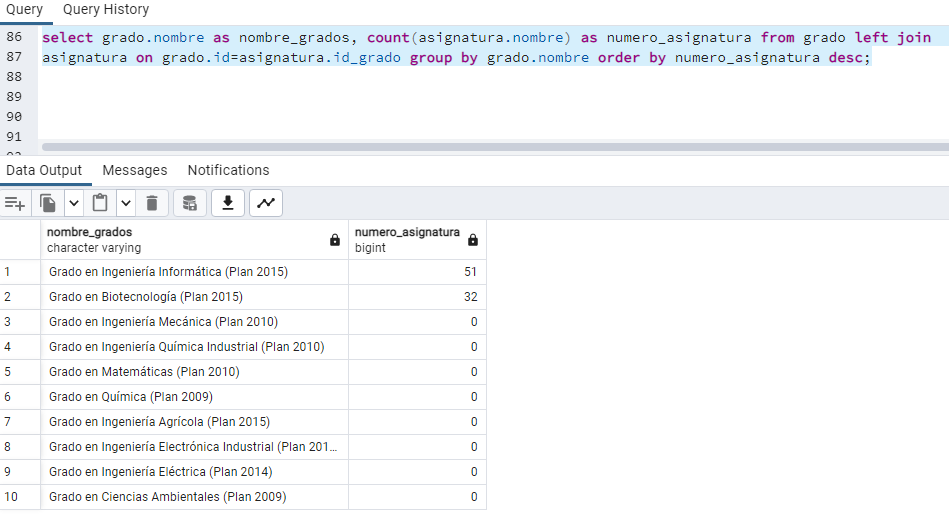 Query Query History
86 select grado.nombre as nombre_grados, count(asignatura.nombre) as numero_asignatura from grado left join
87 asignatura on grado.id=asignatura.id_grado group by grado.nombre order by numero_asignatura desc;
88
89
90
91
Data Output Messages Notifications
nombre_grados numero_asignatura
character varying bigint
1 Grado en Ingeniería Informática (Plan 2015) 51
2 Grado en Biotecnología (Plan 2015) 32
3 Grado en Ingeniería Mecánica (Plan 2010) 0
4 Grado en Ingeniería Química Industrial (Plan 2010) 0
5 Grado en Matemáticas (Plan 2010) 0
6 Grado en Química (Plan 2009) 0
7 Grado en Ingeniería Agrícola (Plan 2015) 0
8 Grado en Ingeniería Electrónica Industrial (Plan 201... 0
9 Grado en Ingeniería Eléctrica (Plan 2014) 0
10 Grado en Ciencias Ambientales (Plan 2009) 0